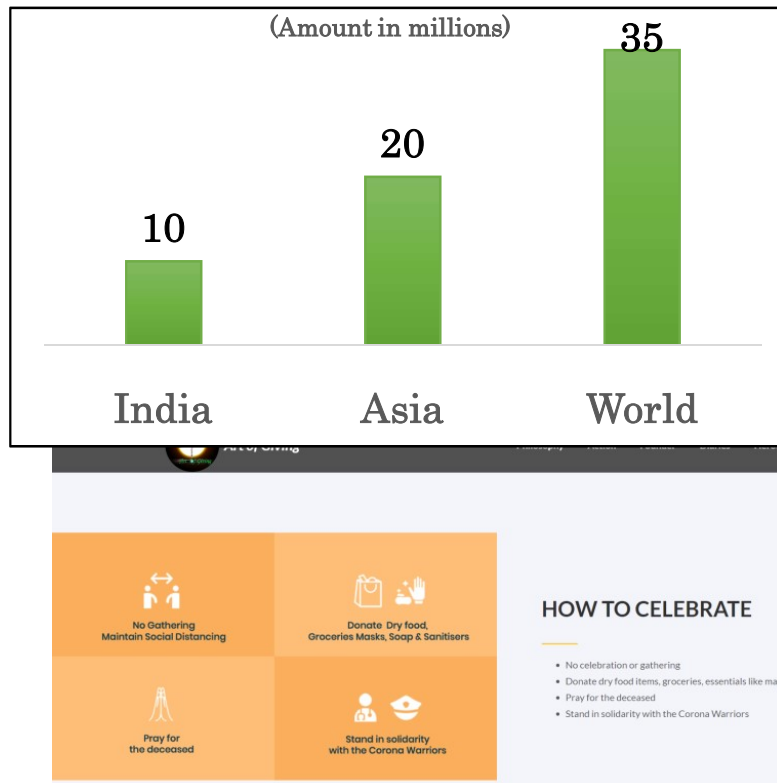 (Amount in millions)
35
20
10
India
Asia
World
Art of Giving
No Gathering
Maintain Social Distancing
Donate Dry food,
Groceries Masks, Soap & Sanitisers
Pray for
the deceased
Stand in solidarity
with the Corona Warriors
HOW TO CELEBRATE
• No celebration or gathering
• Donate dry food items, groceries, essentials like
• Pray for the deceased
• Stand in solidarity with the Corona Warriors